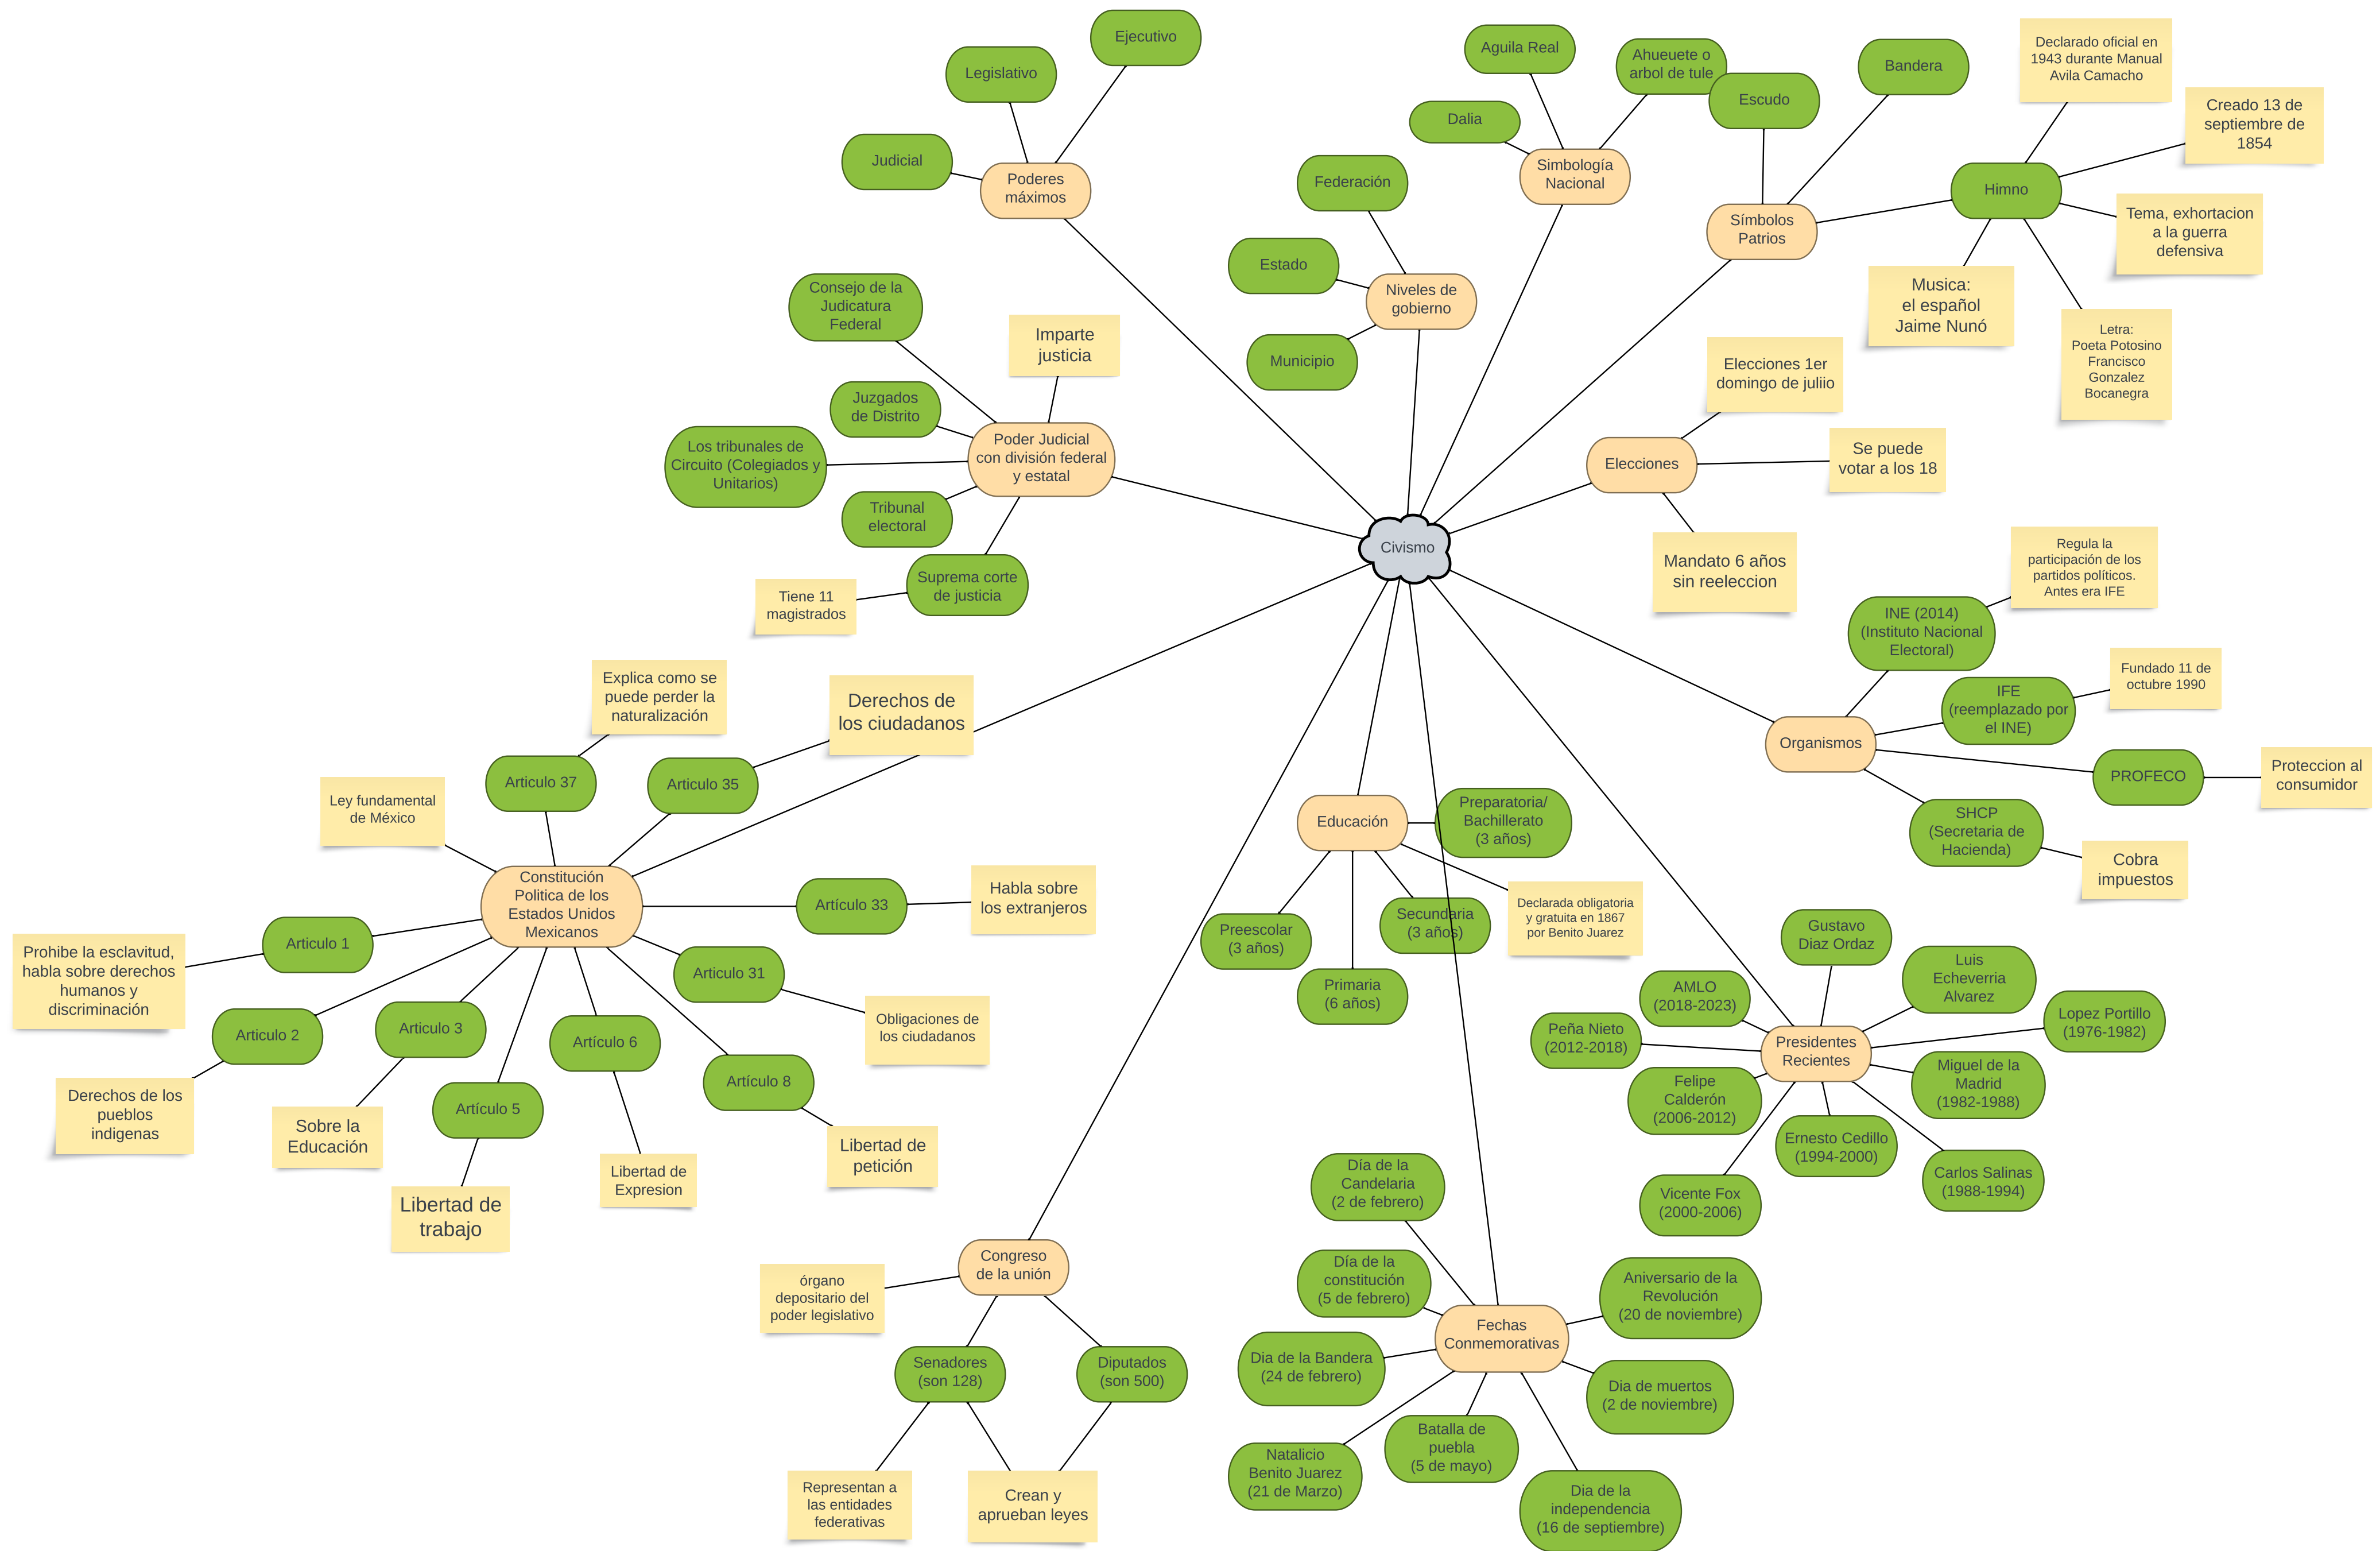 Civismo
Poderes
máximos
Ejecutivo
Legislativo
Judicial
Poder Judicial
con división federal
y estatal
Imparte
justicia
Consejo de la
Judicatura
Federal
Juzgados
de Distrito
Los tribunales de
Circuito (Colegiados y
Unitarios)
Tribunal
electoral
Suprema corte
de justicia
Tiene 11
magistrados
Niveles de
gobierno
Federación
Estado
Municipio
Simbología
Nacional
Aguila Real
Dalia
Ahueuete o
arbol de tule
Símbolos
Patrios
Escudo
Bandera
Himno
Declarado oficial en
1943 durante Manual
Avila Camacho
Creado 13 de
septiembre de
1854
Tema, exhortacion
a la guerra
defensiva
Letra:
Poeta Potosino
Francisco
Gonzalez
Bocanegra
Musica:
el español
Jaime Nunó
Elecciones
Elecciones 1er
domingo de juliio
Se puede
votar a los 18
Mandato 6 años
sin reeleccion
Organismos
INE (2014)
(Instituto Nacional
Electoral)
Regula la
participación de los
partidos políticos.
Antes era IFE
IFE
(reemplazado por
el INE)
Fundado 11 de
octubre 1990
PROFECO
Proteccion al
consumidor
SHCP
(Secretaria de
Hacienda)
Cobra
impuestos
Presidentes
Recientes
Gustavo
Diaz Ordaz
Luis
Echeverria
Alvarez
Lopez Portillo
(1976-1982)
Miguel de la
Madrid
(1982-1988)
Carlos Salinas
(1988-1994)
Ernesto Cedillo
(1994-2000)
Vicente Fox
(2000-2006)
Felipe
Calderón
(2006-2012)
Peña Nieto
(2012-2018)
AMLO
(2018-2023)
Educación
Preparatoria/
Bachillerato
(3 años)
Declarada obligatoria
y gratuita en 1867
por Benito Juarez
Secundaria
(3 años)
Primaria
(6 años)
Preescolar
(3 años)
Fechas
Conmemorativas
Día de la
Candelaria
(2 de febrero)
Día de la
constitución
(5 de febrero)
Dia de la Bandera
(24 de febrero)
Natalicio
Benito Juarez
(21 de Marzo)
Batalla de
puebla
(5 de mayo)
Dia de la
independencia
(16 de septiembre)
Dia de muertos
(2 de noviembre)
Aniversario de la
Revolución
(20 de noviembre)
Congreso
de la unión
órgano
depositario del
poder legislativo
Senadores
(son 128)
Diputados
(son 500)
Representan a
las entidades
federativas
Crean y
aprueban leyes
Constitución
Politica de los
Estados Unidos
Mexicanos
Ley fundamental
de México
Articulo 37
Explica como se
puede perder la
naturalización
Articulo 35
Derechos de
los ciudadanos
Artículo 33
Habla sobre
los extranjeros
Articulo 31
Obligaciones de
los ciudadanos
Artículo 8
Libertad de
petición
Artículo 6
Libertad de
Expresion
Artículo 5
Libertad de
trabajo
Articulo 3
Sobre la
Educación
Articulo 2
Derechos de los
pueblos
indigenas
Articulo 1
Prohibe la esclavitud,
habla sobre derechos
humanos y
discriminación